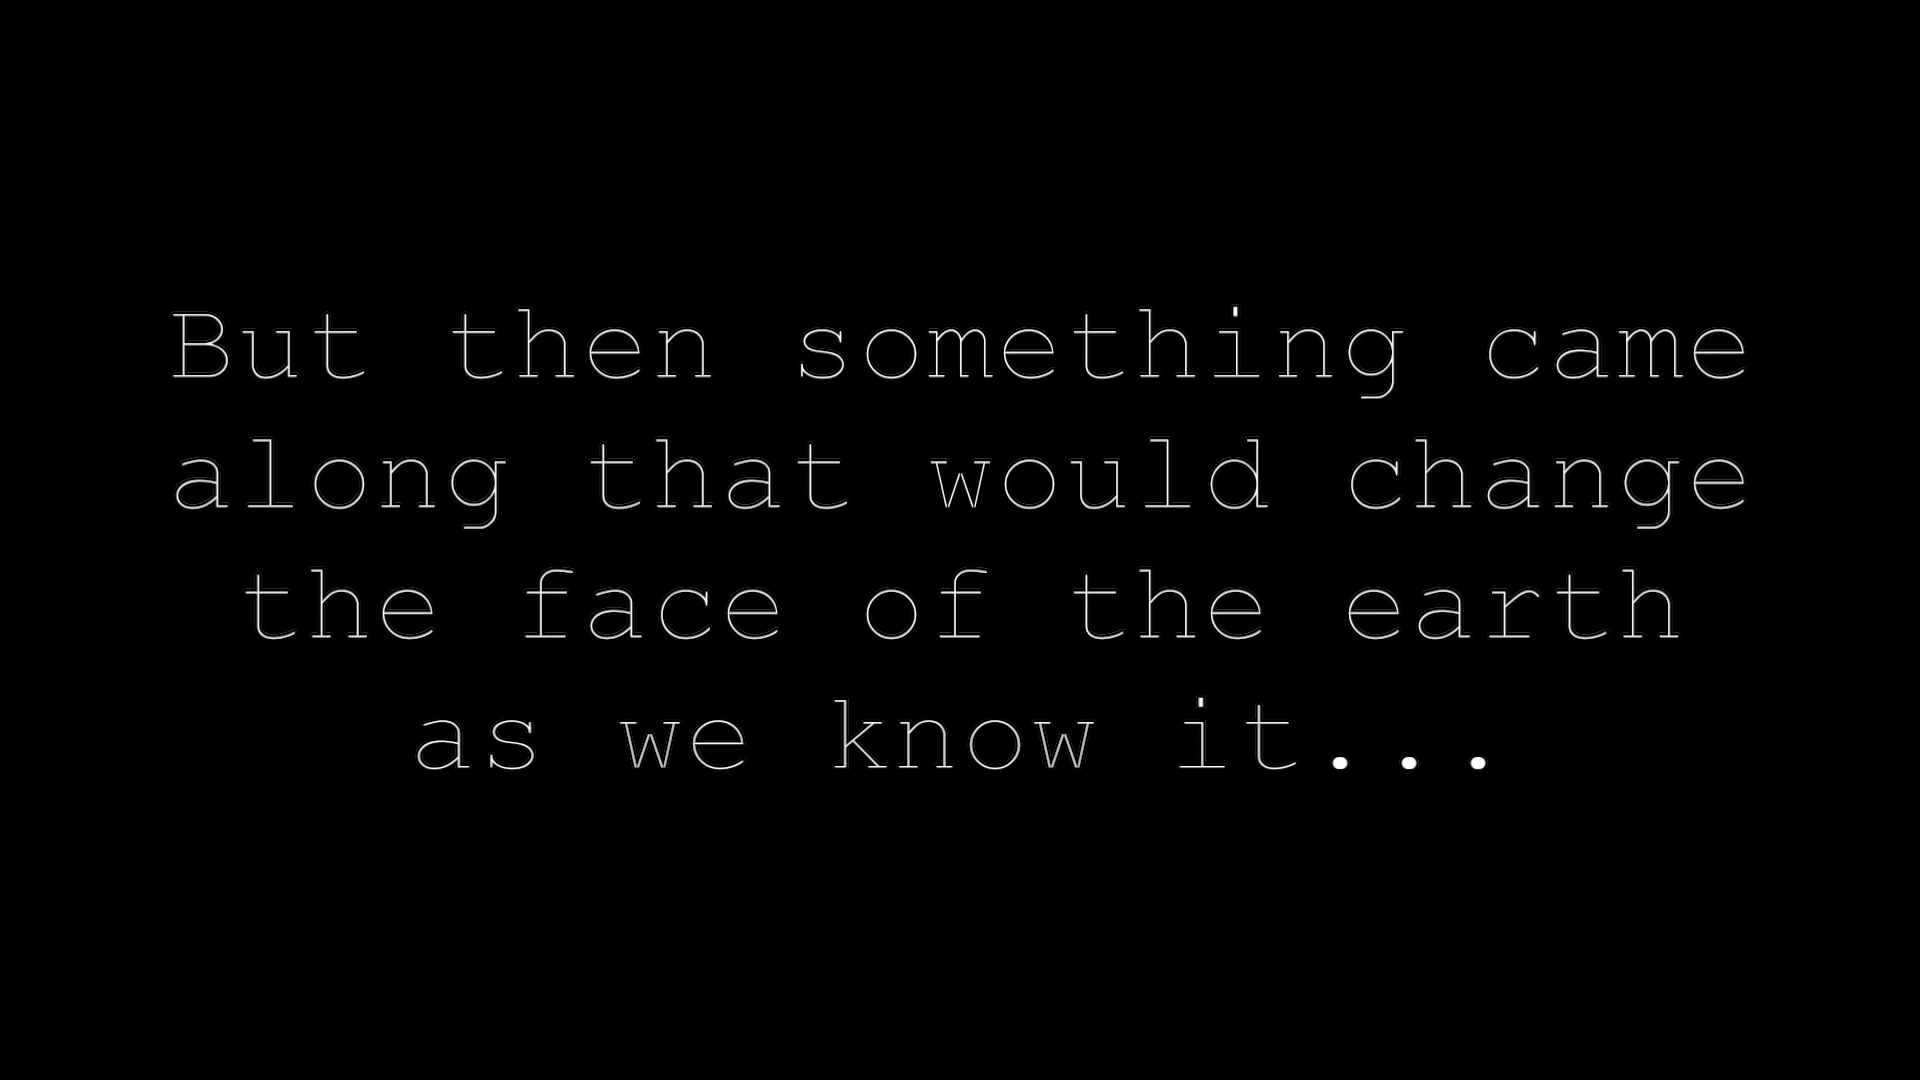 But then something came
along that would change
the face of the earth
as we know it...